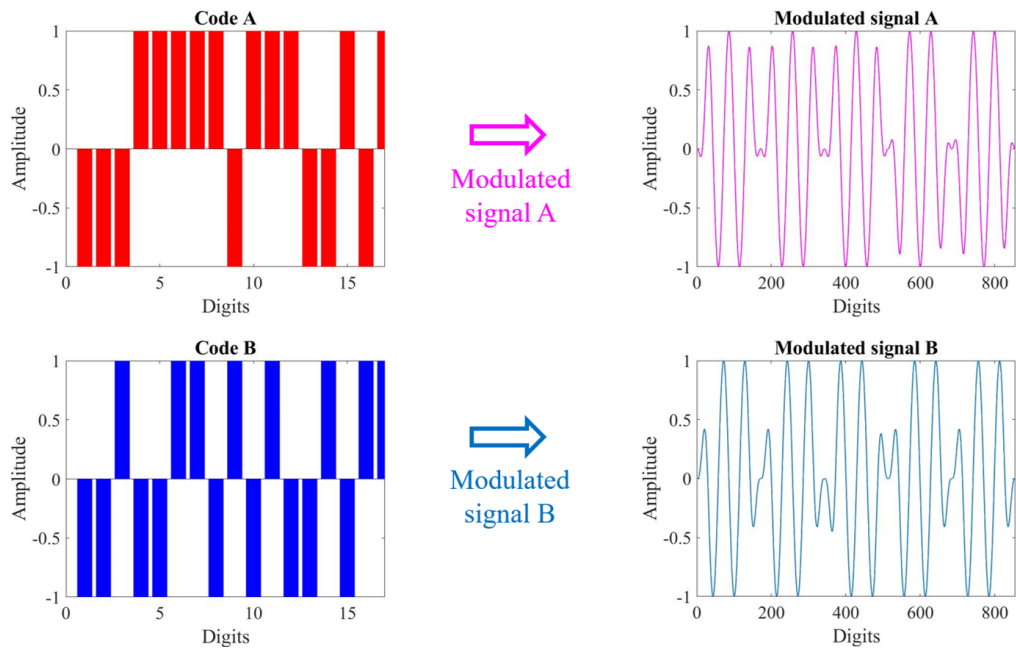 Code A
1
0.5
0
-0.5
-1
Amplitude
0 5 10 15
Digits
Modulated
signal A
Modulated signal A
1
0.5
0
-0.5
-1
Amplitude
0 200 400 600 800
Digits
Code B
1
0.5
0
-0.5
-1
Amplitude
0 5 10 15
Digits
Modulated
signal B
Modulated signal B
1
0.5
0
-0.5
-1
Amplitude
0 200 400 600 800
Digits